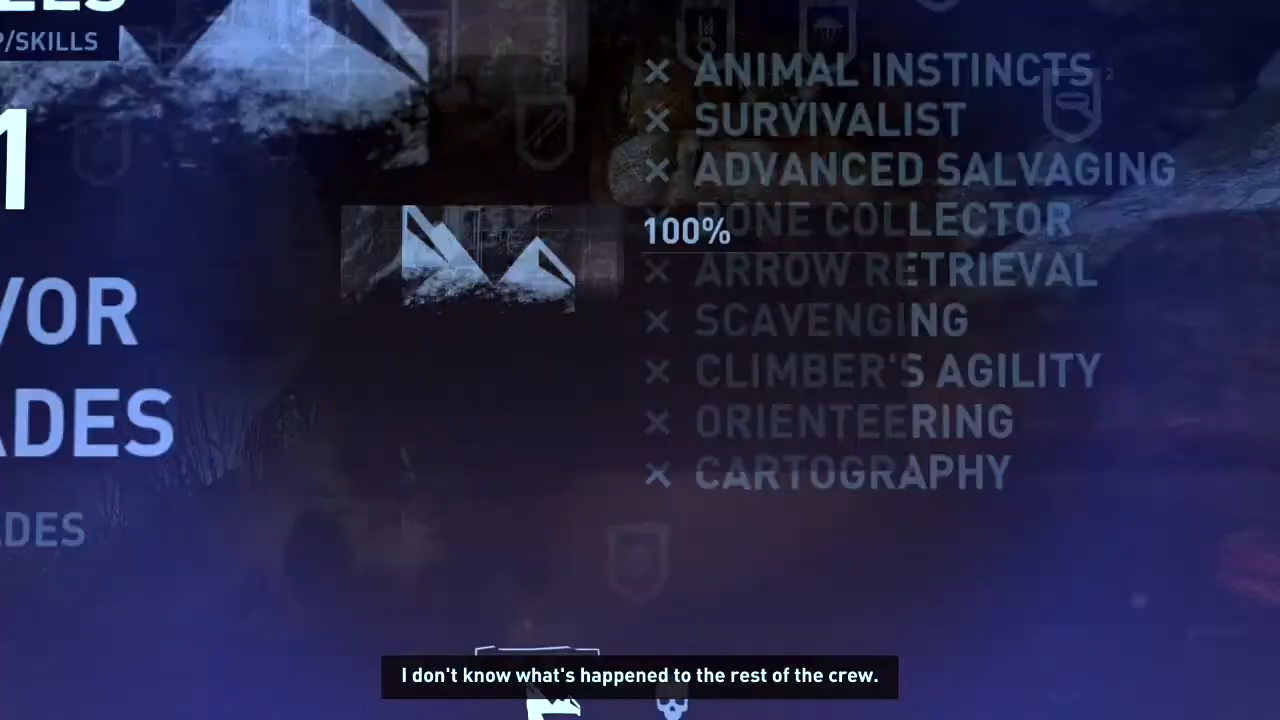 P/SKILLS
1
VOR
ADES
ADES
× ANIMAL INSTINCTS
× SURVIVALIST
× ADVANCED SALVAGING
BONE COLLECTOR
100%
× ARROW RETRIEVAL
× SCAVENGING
× CLIMBER'S AGILITY
× ORIENTEERING
× CARTOGRAPHY
I don't know what's happened to the rest of the crew.